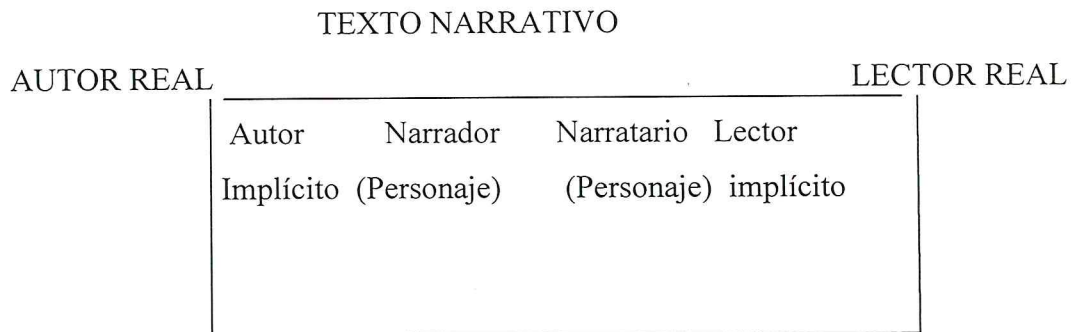 TEXTO NARRATIVO
AUTOR REAL LECTOR REAL
Autor Narrador Narratario Lector
Implícito (Personaje) (Personaje) implícito